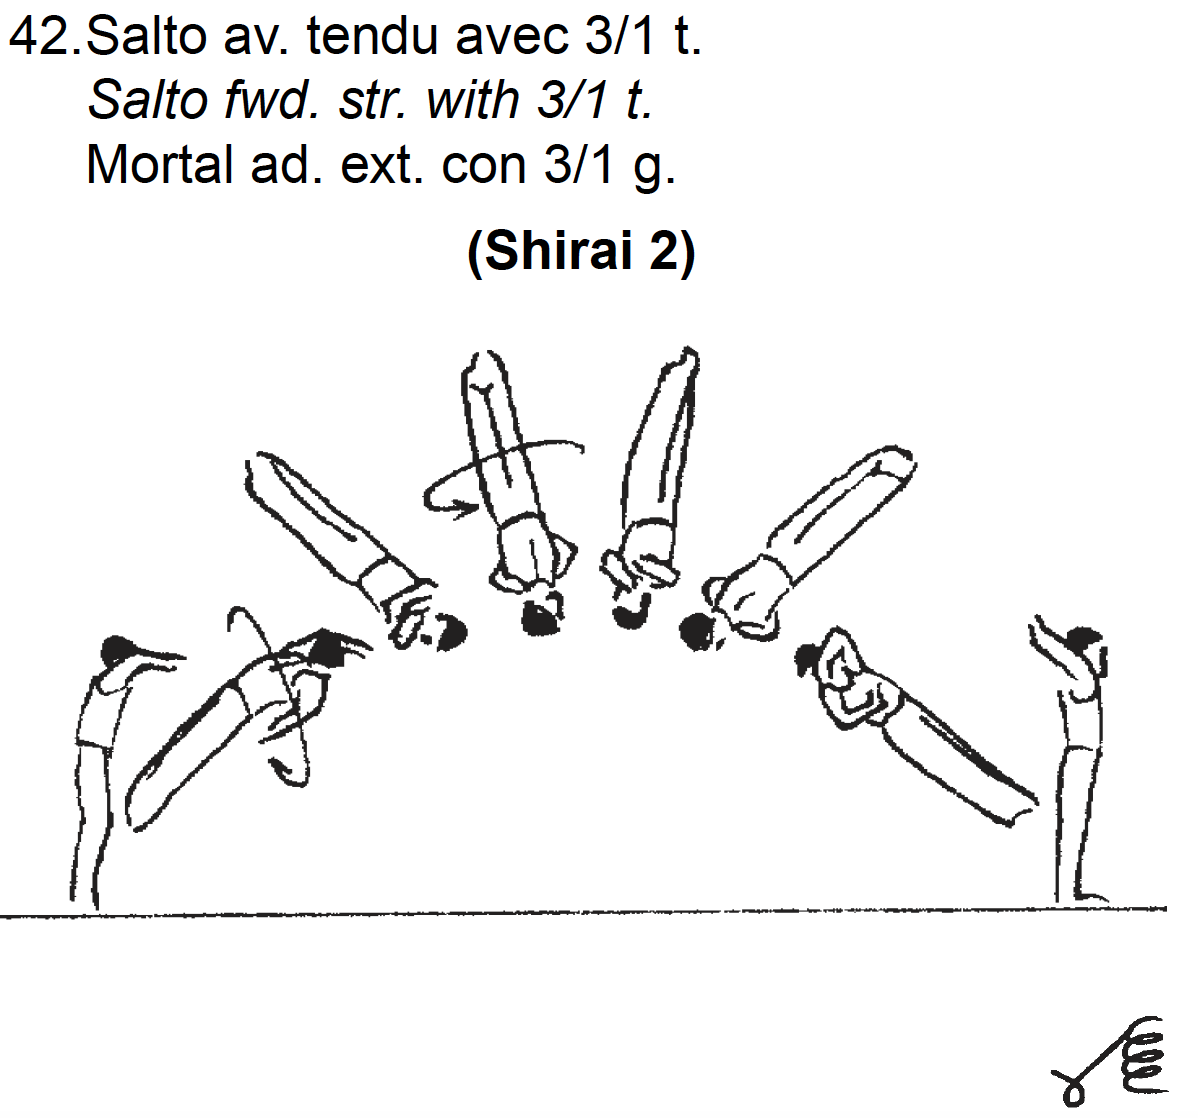 42.Salto av. tendu avec 3/1 t.
Salto fwd. str. with 3/1 t.
Mortal ad. ext. con 3/1 g.
(Shirai 2)